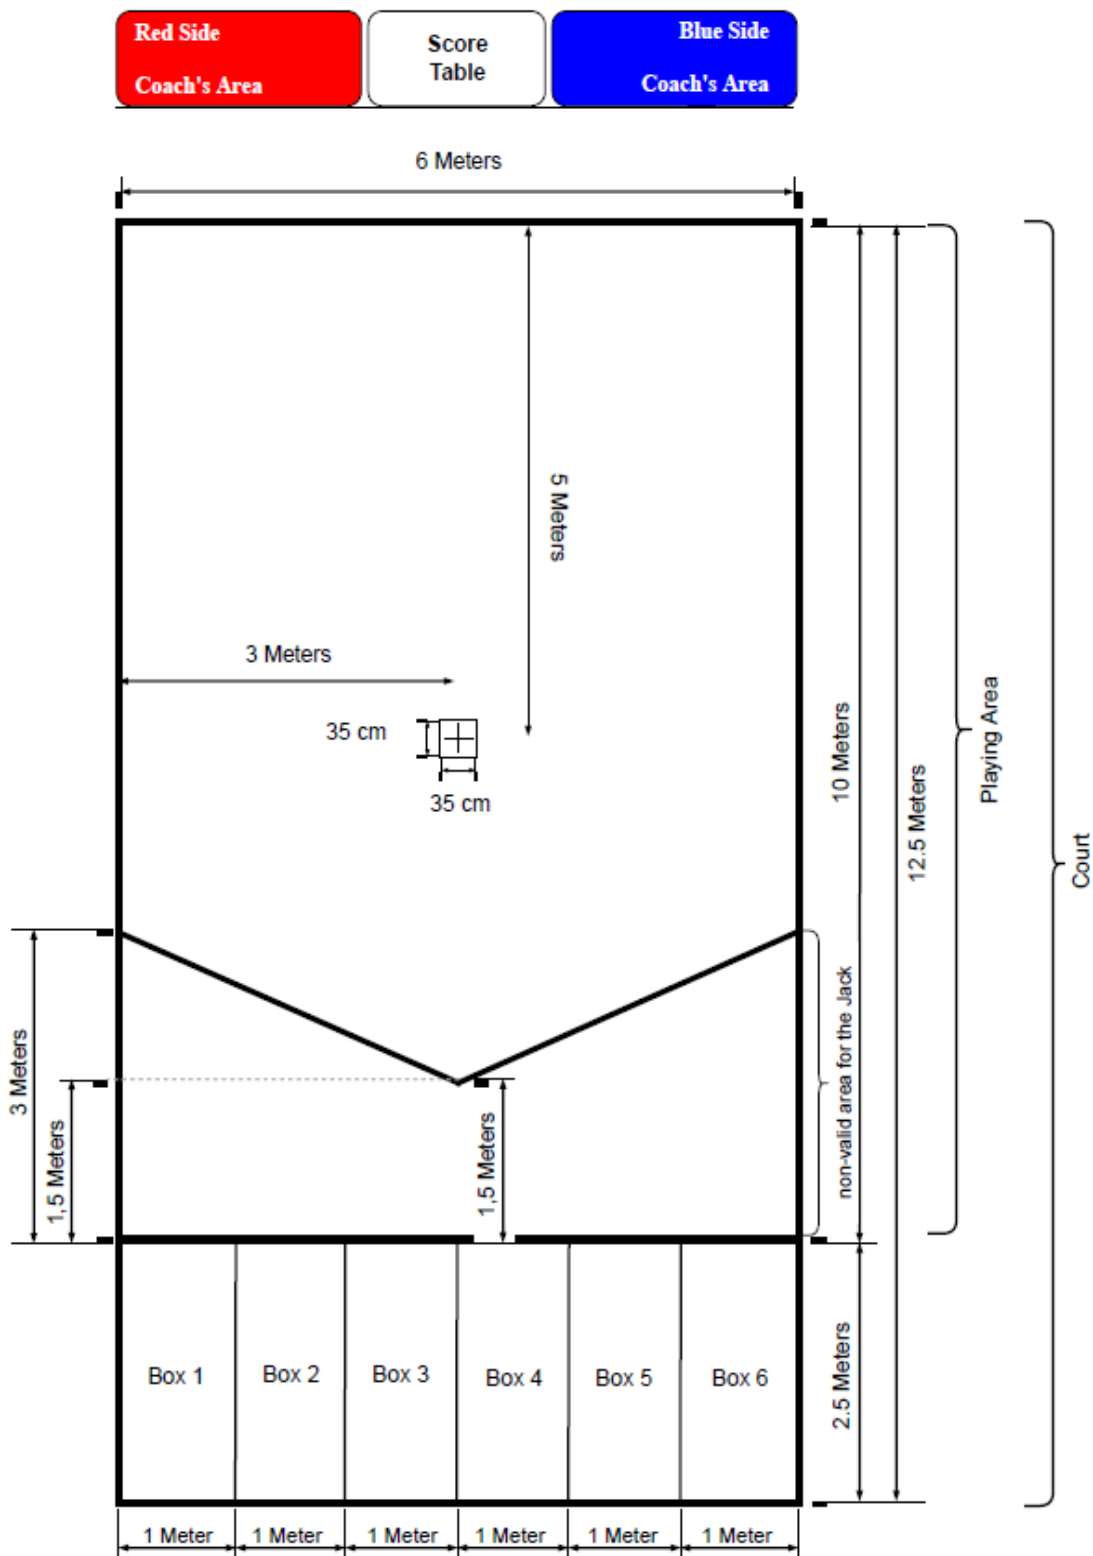 Red Side
Coach's Area
Score
Table
Blue Side
Coach's Area
6 Meters
5 Meters
3 Meters
35 cm
35 cm
10 Meters
12.5 Meters
Playing Area
Court
3 Meters
1,5 Meters
1,5 Meters
non-valid area for the Jack
Box 1
Box 2
Box 3
Box 4
Box 5
Box 6
2.5 Meters
1 Meter
1 Meter
1 Meter
1 Meter
1 Meter
1 Meter